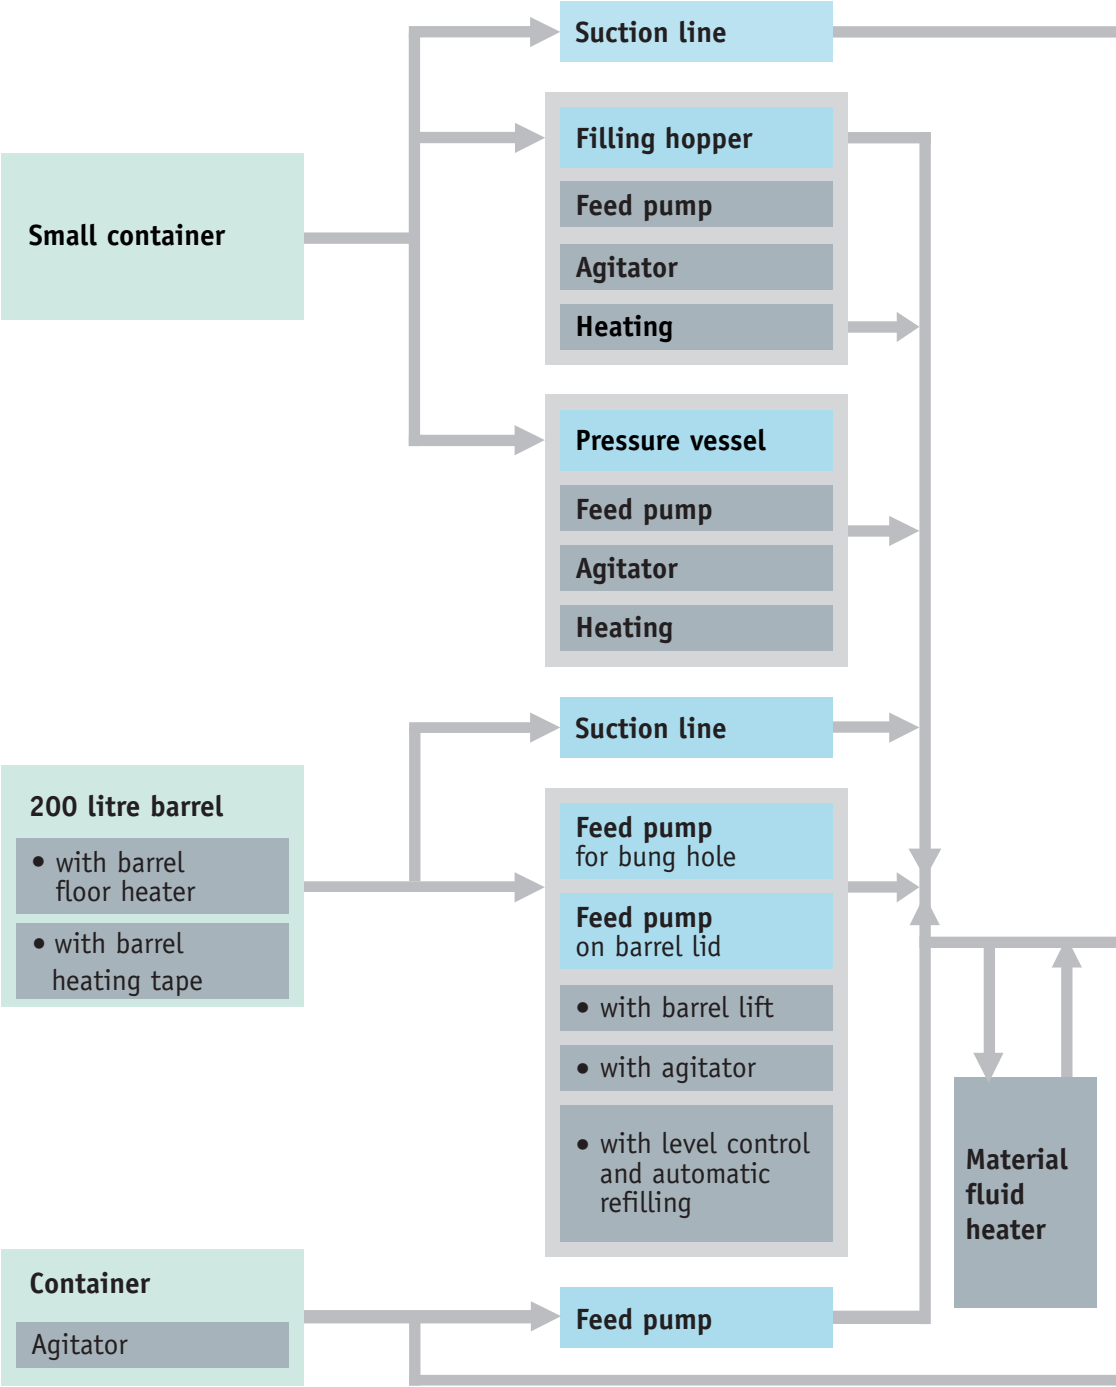 Suction line
Filling hopper
Feed pump
Agitator
Heating
Small container
Pressure vessel
Feed pump
Agitator
Heating
Suction line
200 litre barrel
• with barrel
floor heater
• with barrel
heating tape
Feed pump
for bung hole
Feed pump
on barrel lid
• with barrel lift
• with agitator
• with level control
and automatic
refilling
Material
fluid
heater
Container
Agitator
Feed pump